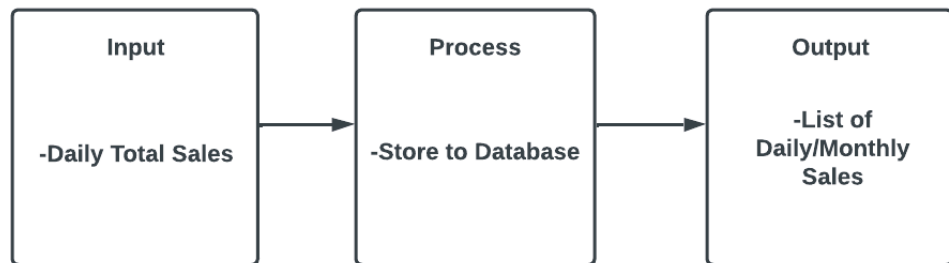 Input
-Daily Total Sales
Process
-Store to Database
Output
-List of
Daily/Monthly
Sales